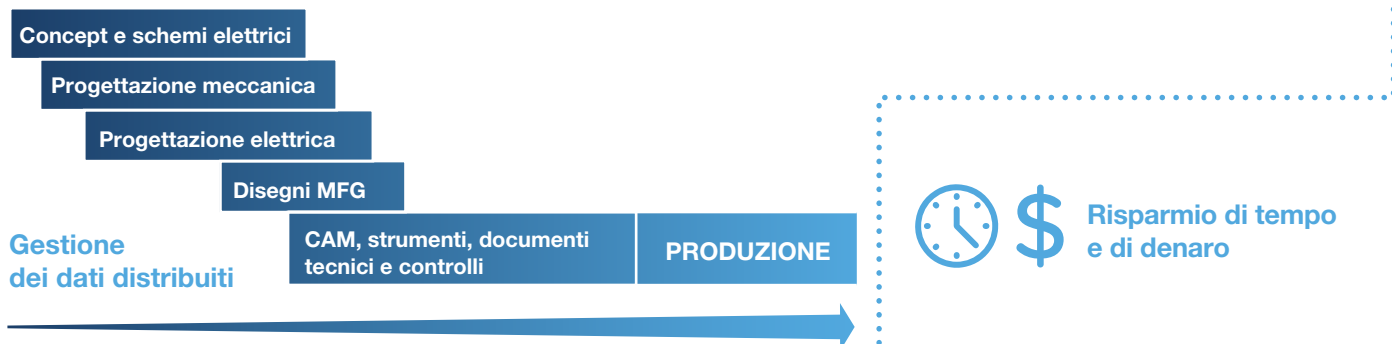 Concept e schemi elettrici
Progettazione meccanica
Progettazione elettrica
Disegni MFG
CAM, strumenti, documenti
tecnici e controlli
PRODUZIONE
Gestione
dei dati distribuiti
$ Risparmio di tempo
e di denaro